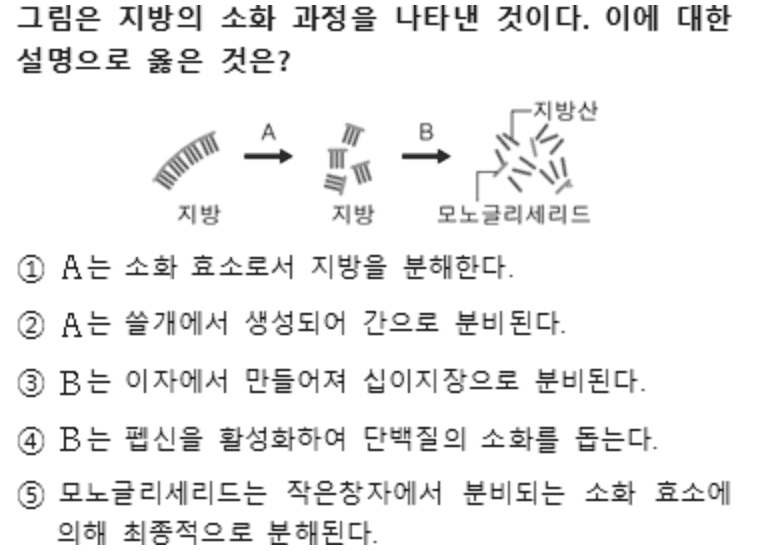 그림은 지방의 소화 과정을 나타낸 것이다. 이에 대한
설명으로 옳은 것은?
지방산
A
B
지방
지방
모노글리세리드
① A는 소화 효소로서 지방을 분해한다.
② A는 쓸개에서 생성되어 간으로 분비된다.
③ B는 이자에서 만들어져 십이지장으로 분비된다.
④ B는 펩신을 활성화하여 단백질의 소화를 돕는다.
⑤ 모노글리세리드는 작은창자에서 분비되는 소화 효소에
의해 최종적으로 분해된다.